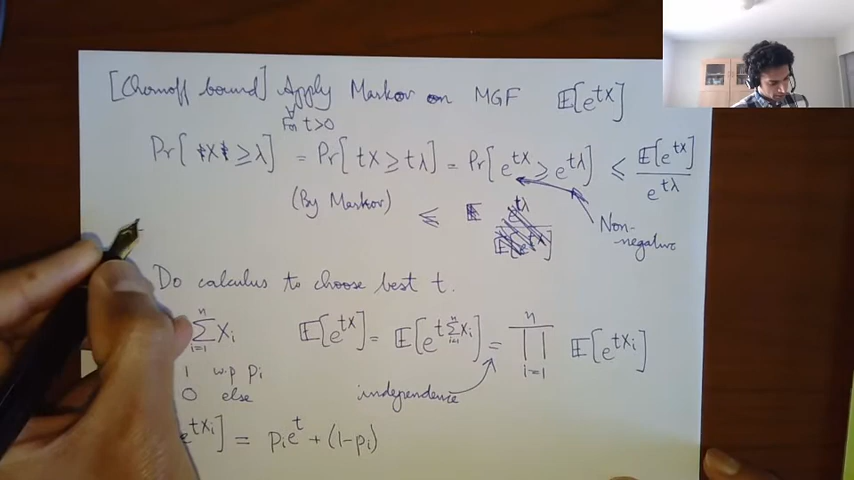 [Chernoff bound] Apply Markov on MGF E[e^{tX}]
For t>0
Pr[ X ≥ λ ] = Pr[ tX ≥ tλ ] = Pr[ e^{tX} ≥ e^{tλ} ] ≤ E[e^{tX}] / e^{tλ}
(By Markov) ≤
Non-negative
Do calculus to choose best t.
∑_{i=1}^{n} X_i E[e^{tX}] = E[e^{t∑_{i=1}^{n} X_i}] = ∏_{i=1}^{n} E[e^{tX_i}]
1 w.p p_i
0 else independence
e^{tX_i}] = p_i e^t + (1-p_i)